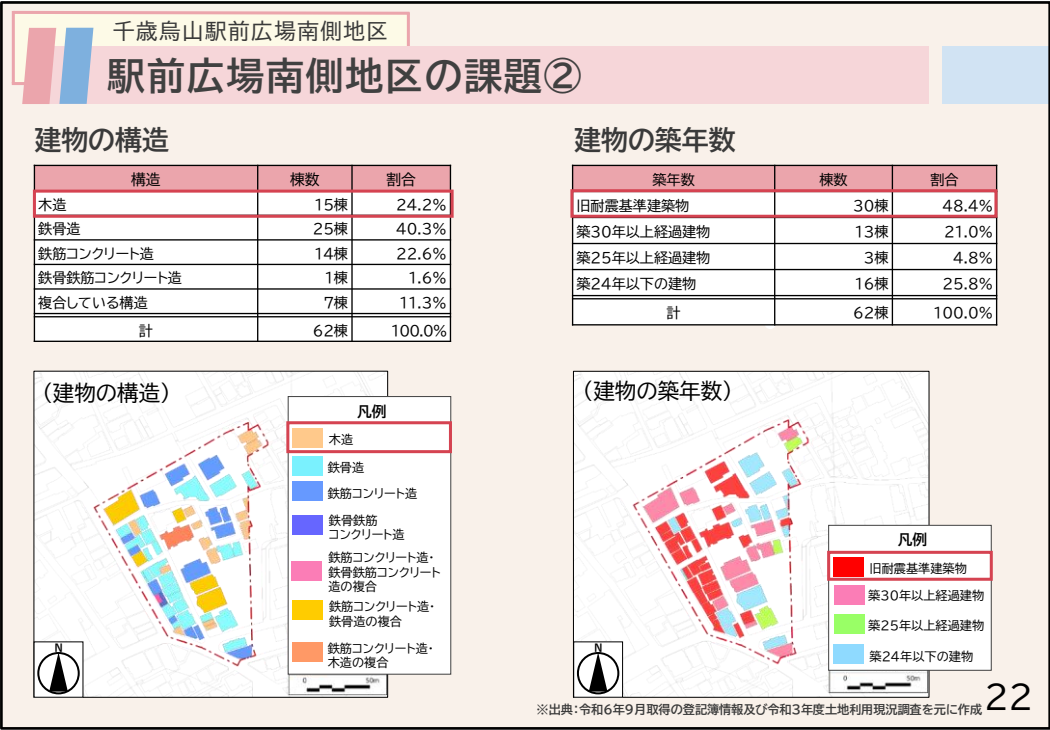 千歳烏山駅前広場南側地区
駅前広場南側地区の課題②
建物の構造
構造 棟数 割合
木造 15棟 24.2%
鉄骨造 25棟 40.3%
鉄筋コンクリート造 14棟 22.6%
鉄骨鉄筋コンクリート造 1棟 1.6%
複合している構造 7棟 11.3%
計 62棟 100.0%
建物の築年数
築年数 棟数 割合
旧耐震基準建築物 30棟 48.4%
築30年以上経過建物 13棟 21.0%
築25年以上経過建物 3棟 4.8%
築24年以下の建物 16棟 25.8%
計 62棟 100.0%
（建物の構造）
凡例
木造
鉄骨造
鉄筋コンリート造
鉄骨鉄筋
コンクリート造
鉄筋コンクリート造・
鉄骨鉄筋コンクリート
造の複合
鉄筋コンクリート造・
鉄骨造の複合
鉄筋コンクリート造・
木造の複合
N
0 50m
（建物の築年数）
凡例
旧耐震基準建築物
築30年以上経過建物
築25年以上経過建物
築24年以下の建物
N
0 50m
※出典：令和6年9月取得の登記簿情報及び令和3年度土地利用現況調査を元に作成
22